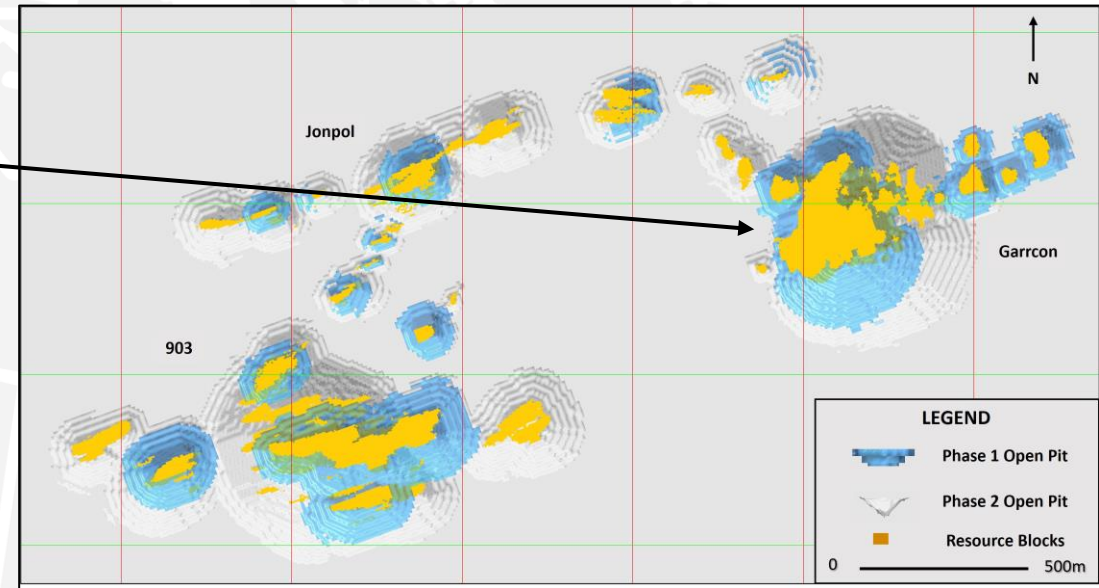 N
Jonpol
Garrcon
903
LEGEND
Phase 1 Open Pit
Phase 2 Open Pit
Resource Blocks
0 500m